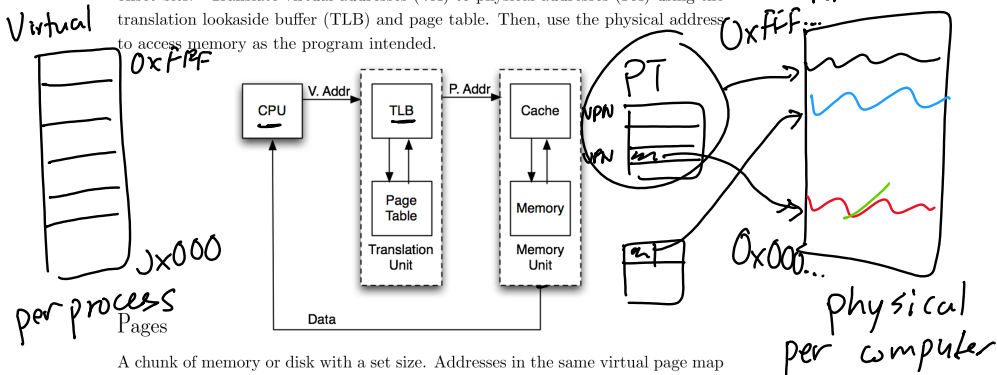 translation lookaside buffer (TLB) and page table. Then, use the physical address
to access memory as the program intended.
Virtual
0xFFF
0x000
per process
CPU
V. Addr
TLB
P. Addr
Cache
Page
Table
Memory
Translation
Unit
Memory
Unit
Data
PT
VPN
VPN
0xfff...
0x000...
physical
per computer
Pages
A chunk of memory or disk with a set size. Addresses in the same virtual page map